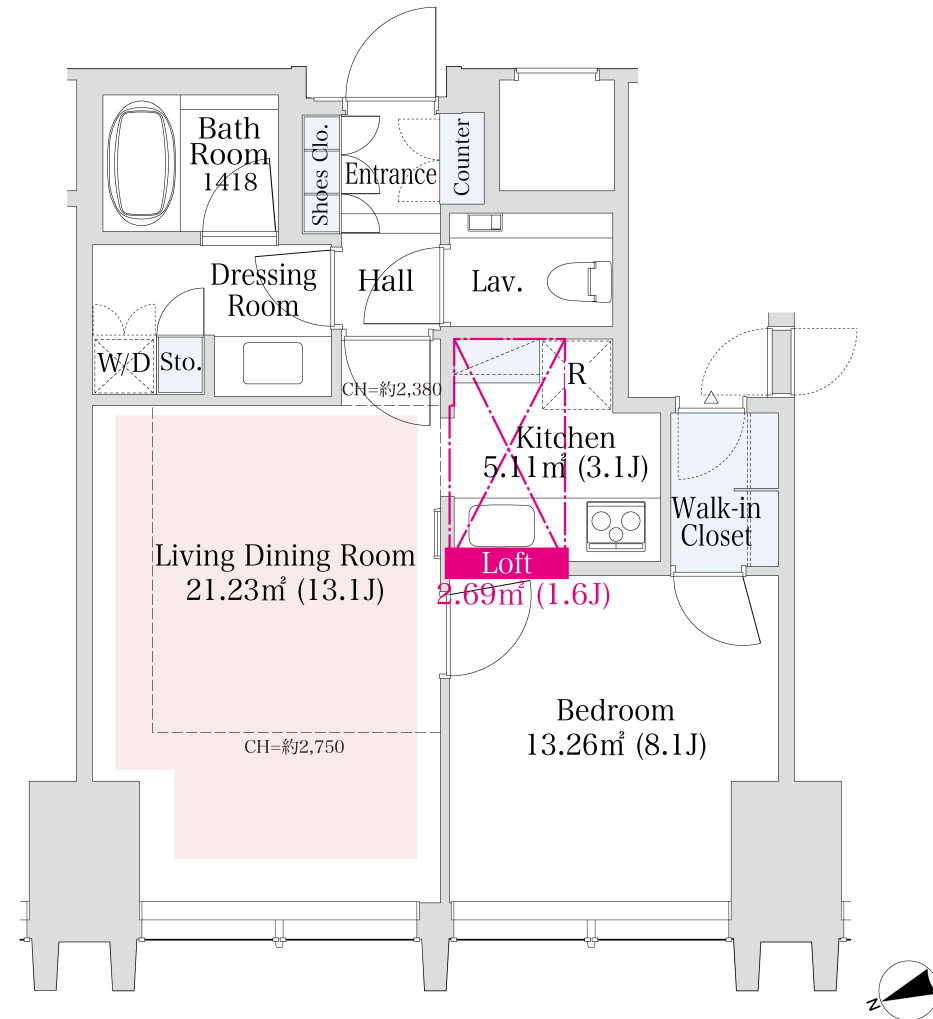 Bath
Room
1418
Shoes Clo.
Entrance
Counter
Dressing
Room
Hall
Lav.
W/D
Sto.
CH=約2,380
R
Kitchen
5.11㎡ (3.1J)
Walk-in
Closet
Living Dining Room
21.23㎡ (13.1J)
Loft
2.69㎡ (1.6J)
Bedroom
13.26㎡ (8.1J)
CH=約2,750
N